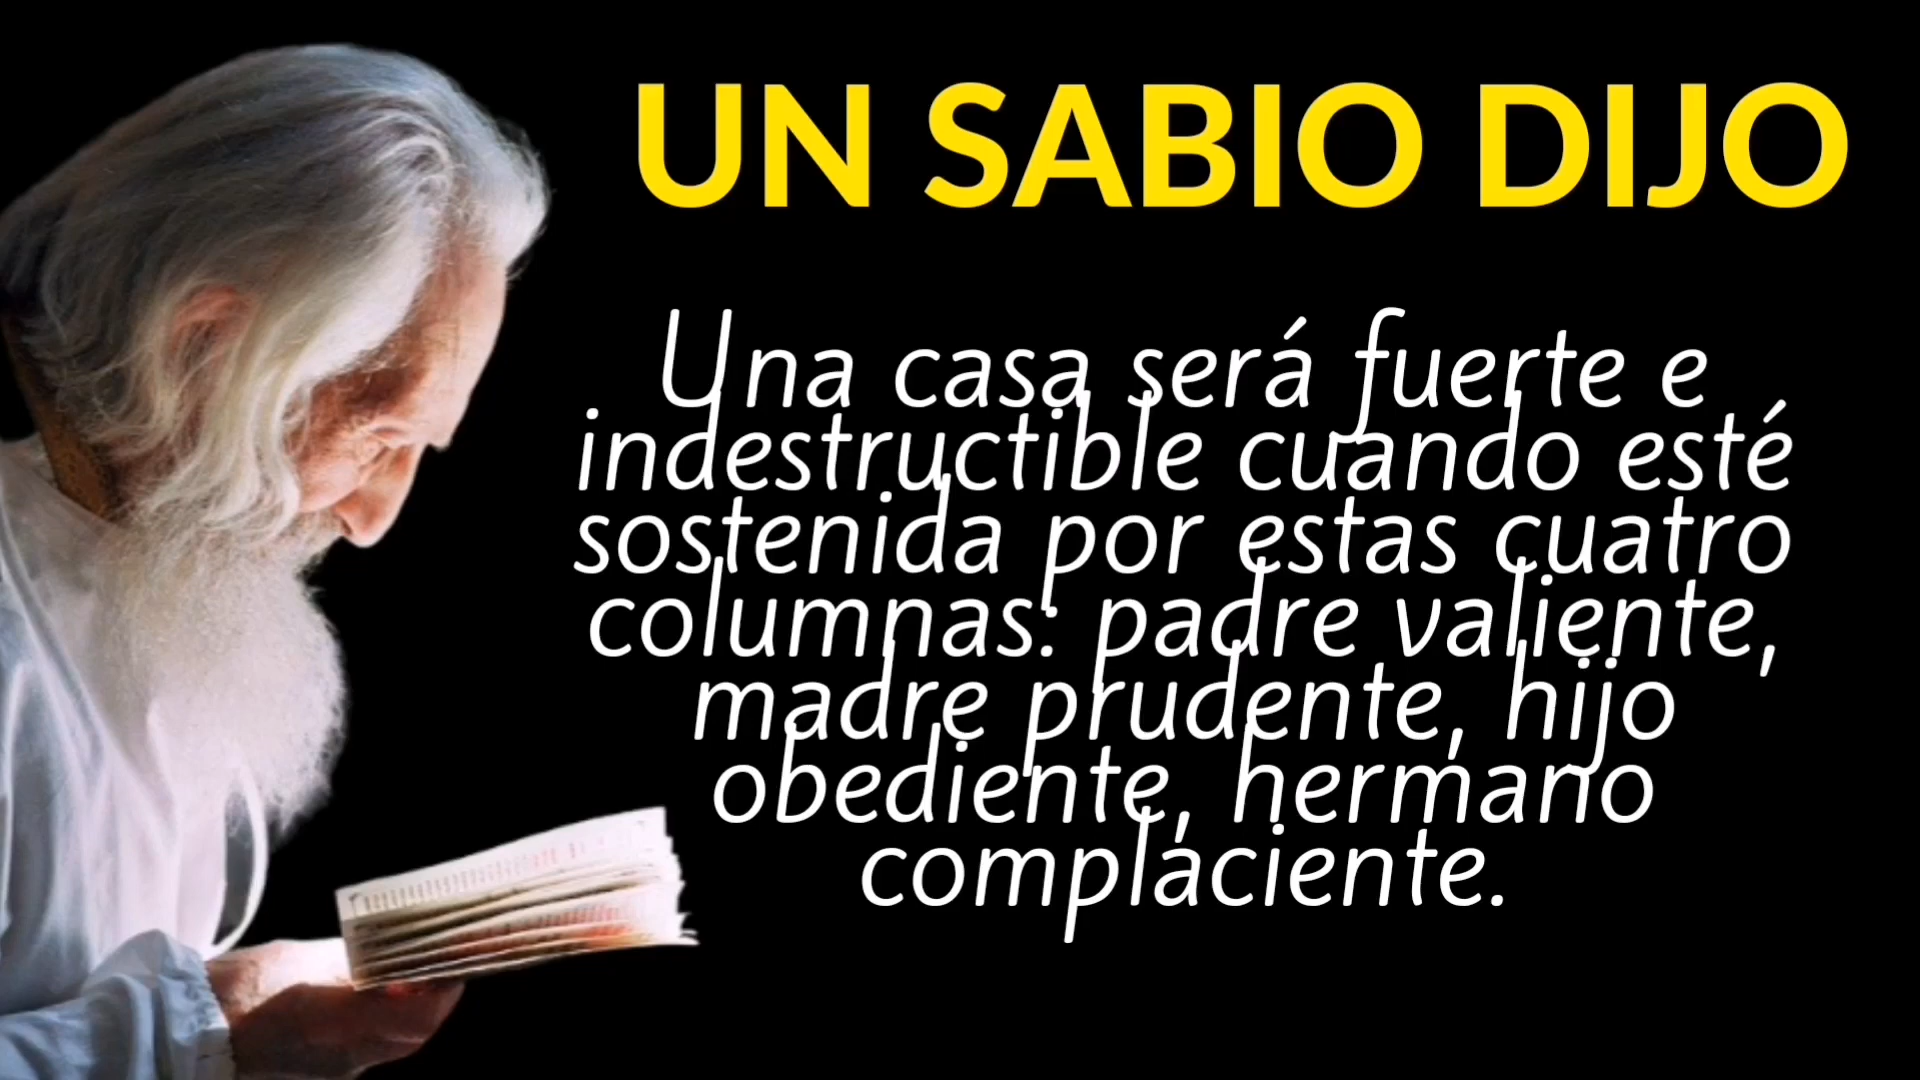 UN SABIO DIJO
Una casa será fuerte e
indestructible cuando esté
sostenida por estas cuatro
columnas: padre valiente,
madre prudente, hijo
obediente, hermano
complaciente.